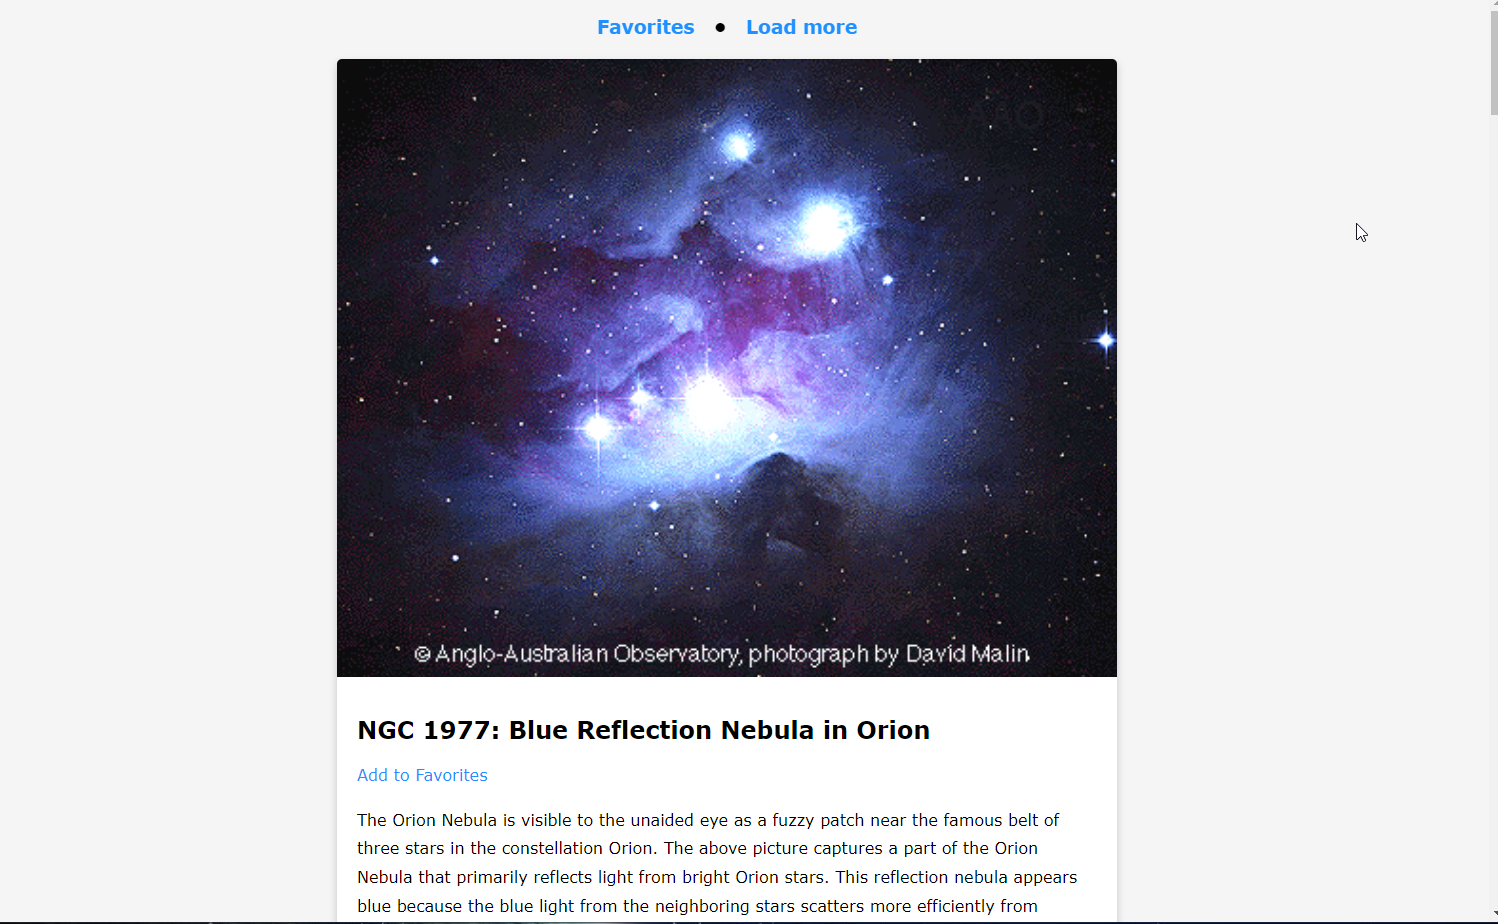 Favorites • Load more
AAO
© Anglo-Australian Observatory, photograph by David Malin
NGC 1977: Blue Reflection Nebula in Orion
Add to Favorites
The Orion Nebula is visible to the unaided eye as a fuzzy patch near the famous belt of
three stars in the constellation Orion. The above picture captures a part of the Orion
Nebula that primarily reflects light from bright Orion stars. This reflection nebula appears
blue because the blue light from the neighboring stars scatters more efficiently from